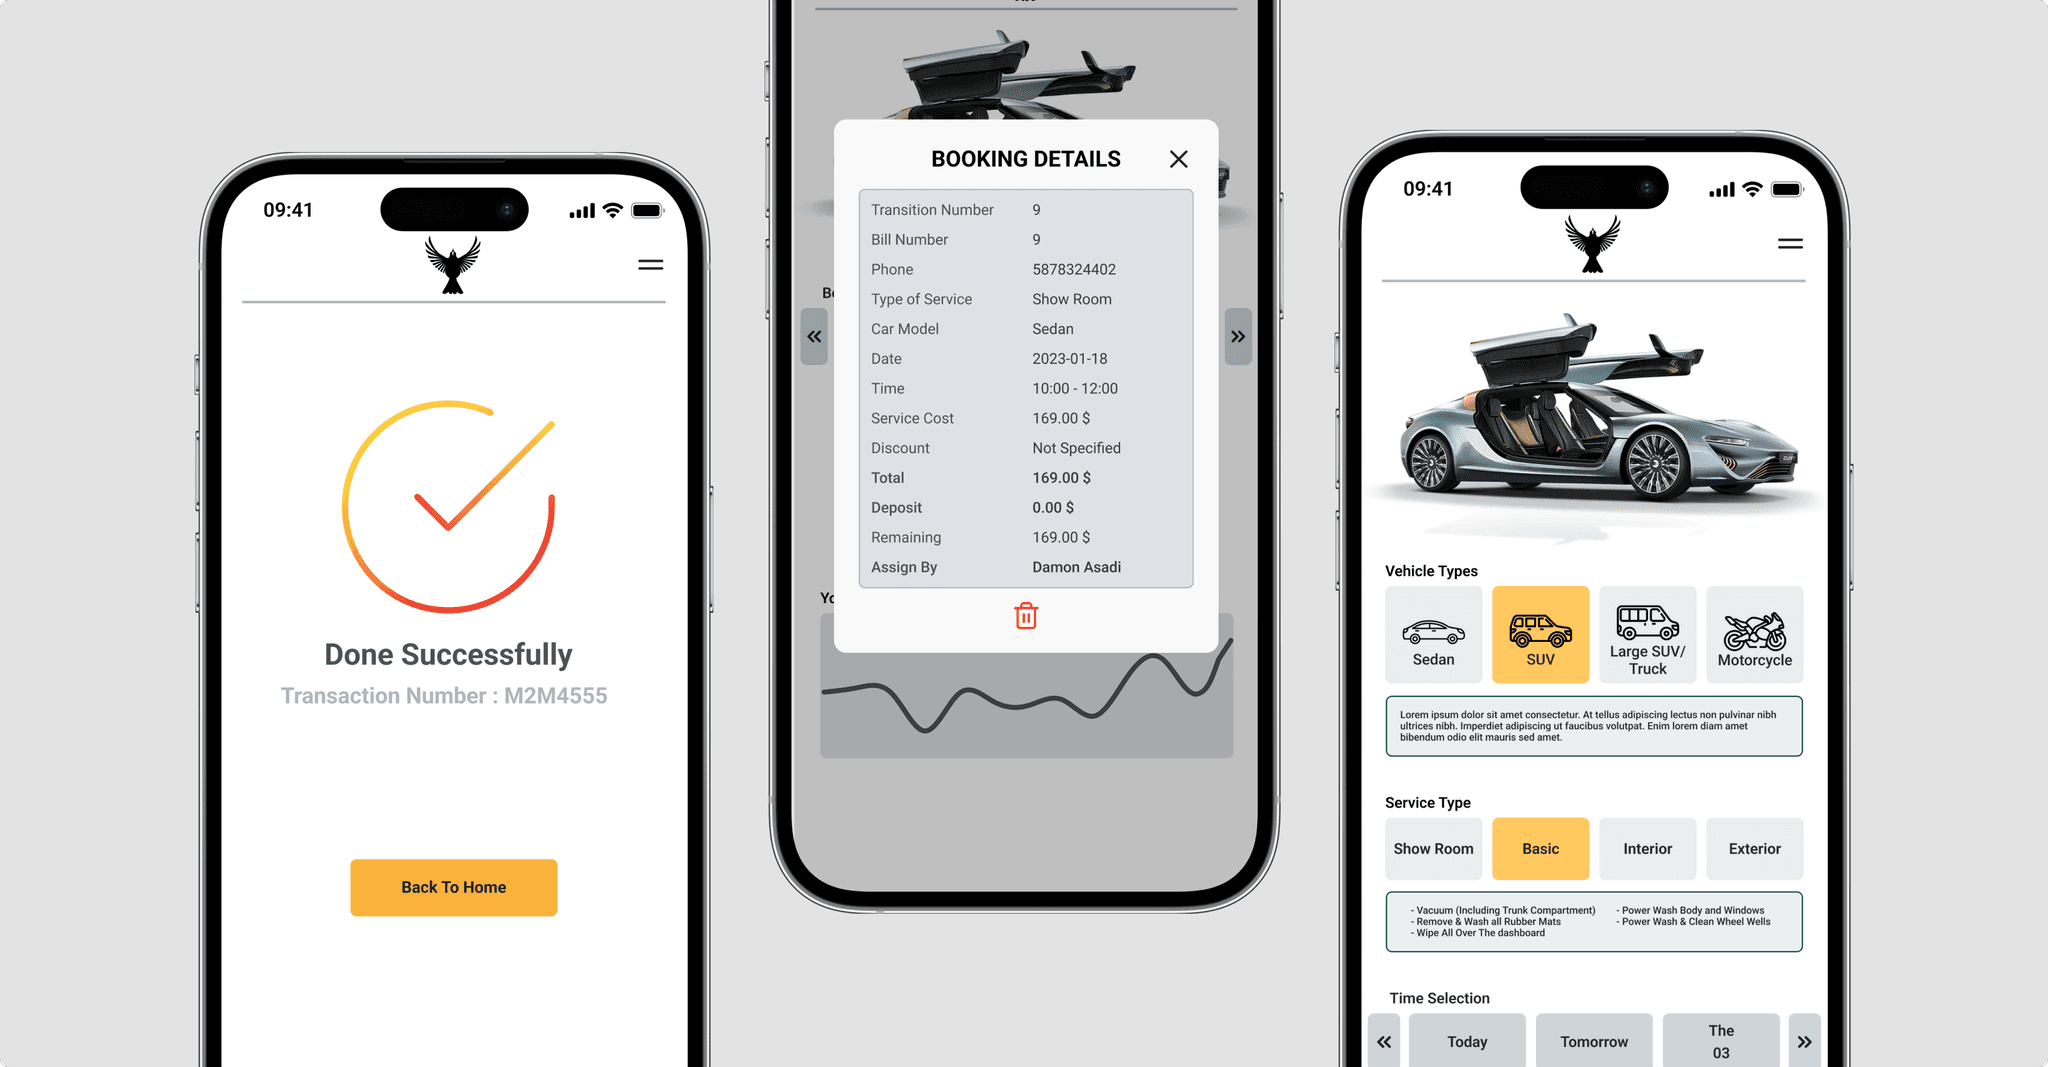 09:41
Done Successfully
Transaction Number : M2M4555
Back To Home
BOOKING DETAILS
Transition Number 9
Bill Number 9
Phone 5878324402
Type of Service Show Room
Car Model Sedan
Date 2023-01-18
Time 10:00 - 12:00
Service Cost 169.00 $
Discount Not Specified
Total 169.00 $
Deposit 0.00 $
Remaining 169.00 $
Assign By Damon Asadi
09:41
Vehicle Types
Sedan
SUV
Large SUV/
Truck
Motorcycle
Lorem ipsum dolor sit amet consectetur. At tellus adipiscing lectus non pulvinar nibh
ultrices nibh. Imperdiet adipiscing ut faucibus volutpat. Enim lorem diam amet
bibendum odio elit mauris sed amet.
Service Type
Show Room
Basic
Interior
Exterior
- Vacuum (Including Trunk Compartment)
- Remove & Wash all Rubber Mats
- Wipe All Over The dashboard
- Power Wash Body and Windows
- Power Wash & Clean Wheel Wells
Time Selection
Today
Tomorrow
The
03